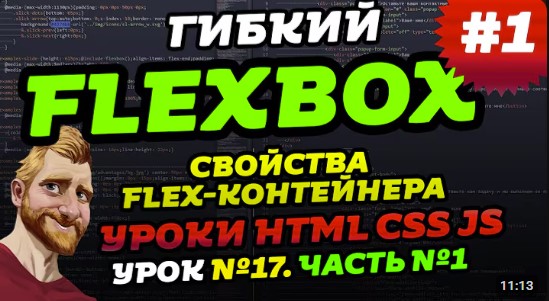 ГИБКИЙ
#1
FLEXBOX
СВОЙСТВА
FLEX-КОНТЕЙНЕРА
УРОКИ HTML CSS JS
УРОК №17. ЧАСТЬ №1
11:13